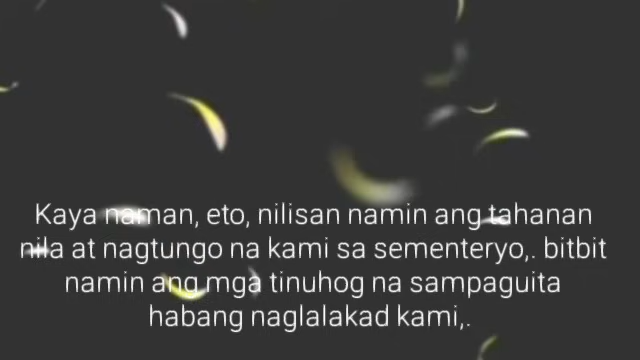 Kaya naman, eto, nilisan namin ang tahanan
nila at nagtungo na kami sa sementeryo,. bitbit
namin ang mga tinuhog na sampaguita
habang naglalakad kami,.